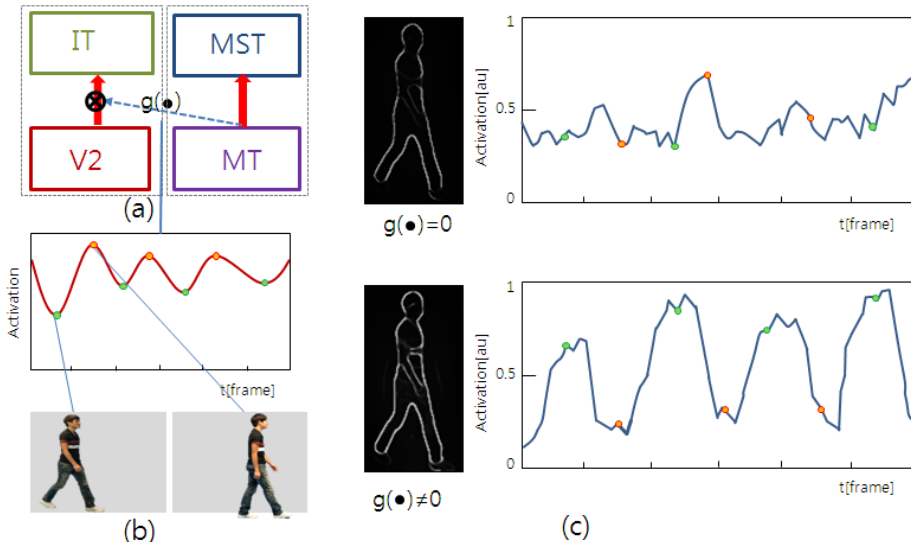 IT
MST
g(●)
V2
MT
(a)
Activation
t[frame]
(b)
1
Activation[au]
0.5
0
t[frame]
g(●)=0
1
Activation[au]
0.5
0
t[frame]
g(●)≠0
(c)